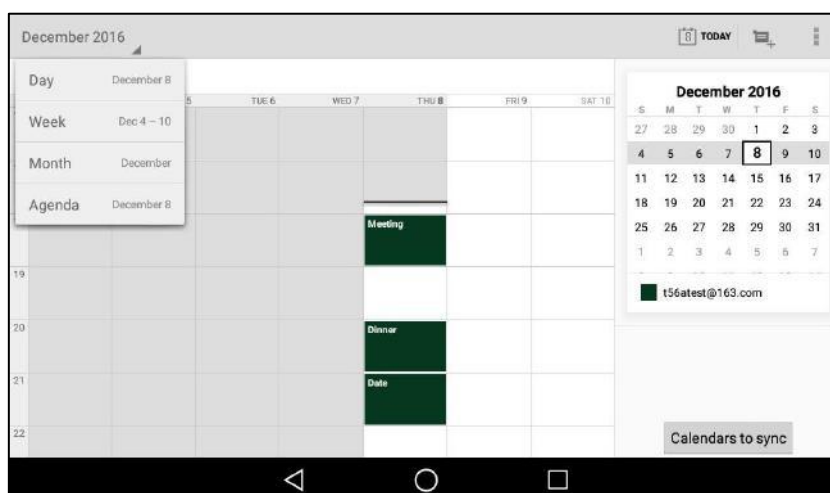 December 2016
8 TODAY
Day December 8
Week Dec 4 – 10
Month December
Agenda December 8
5 TUE 6 WED 7 THU 8 FRI 9 SAT 10
Meeting
19
20 Dinner
21 Date
22
December 2016
S M T W T F S
27 28 29 30 1 2 3
4 5 6 7 8 9 10
11 12 13 14 15 16 17
18 19 20 21 22 23 24
25 26 27 28 29 30 31
1 2 3 4 5 6 7
t56atest@163.com
Calendars to sync